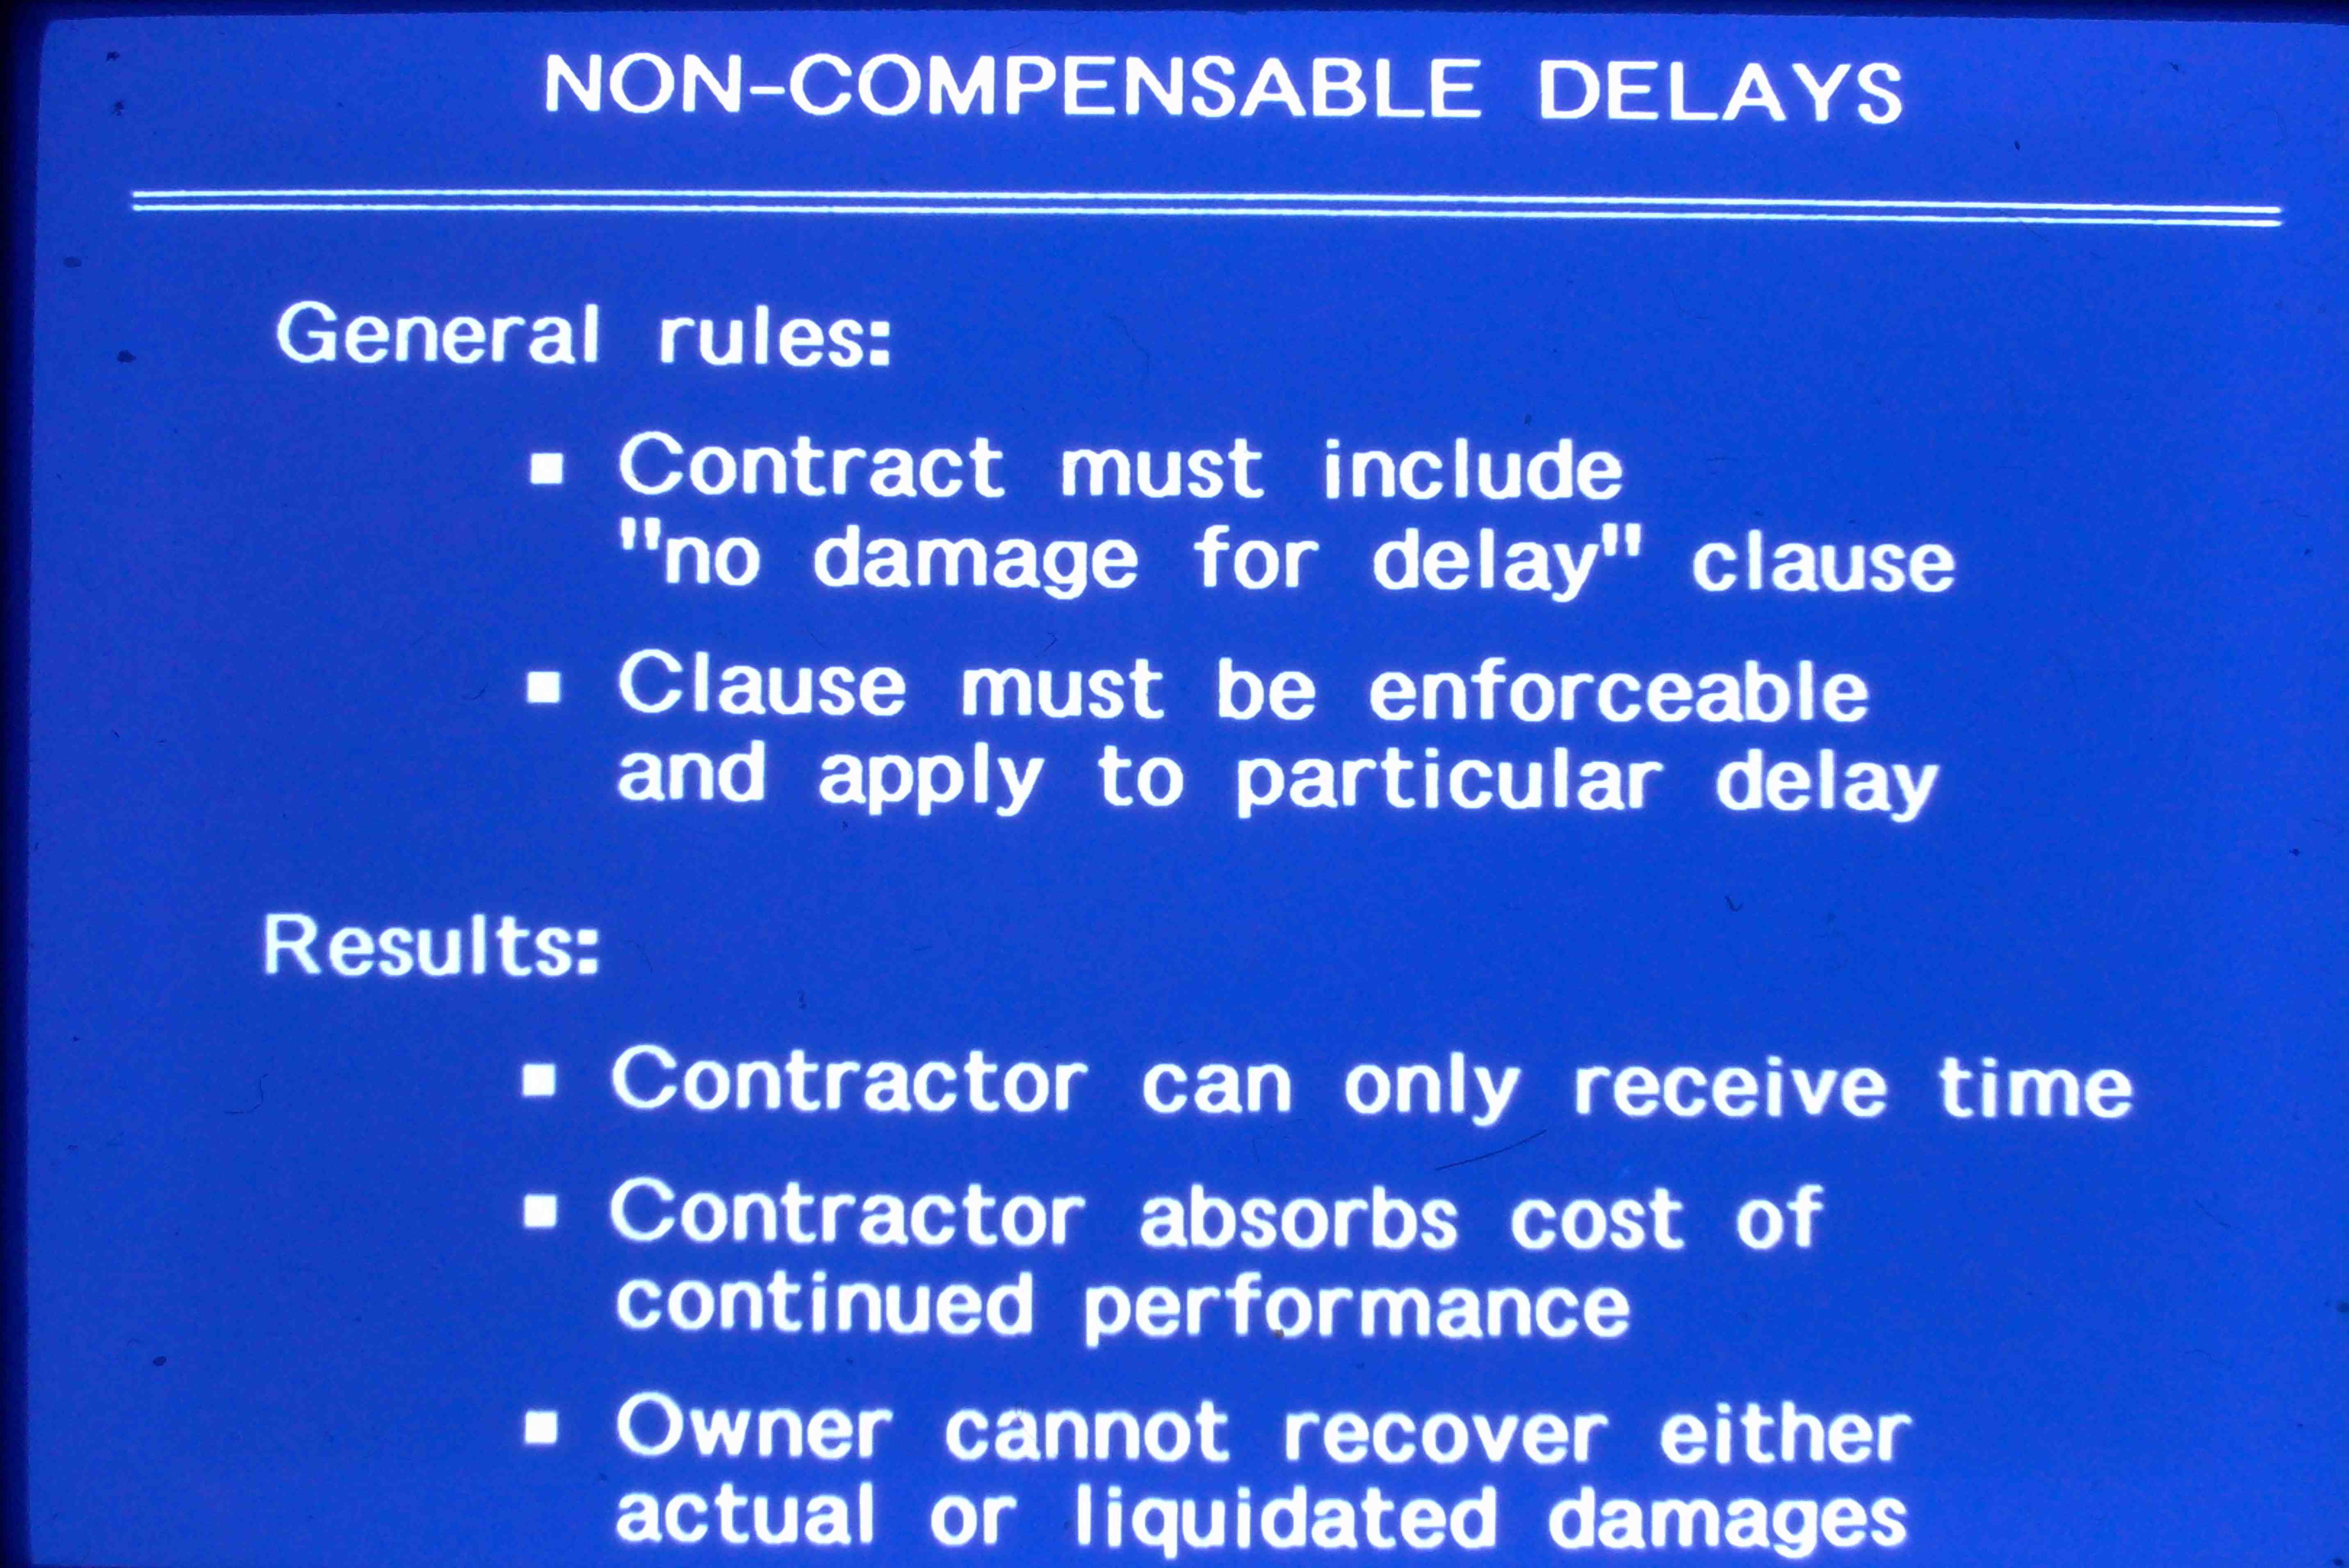 NON-COMPENSABLE DELAYS
General rules:
▪ Contract must include
"no damage for delay" clause
▪ Clause must be enforceable
and apply to particular delay
Results:
▪ Contractor can only receive time
▪ Contractor absorbs cost of
continued performance
▪ Owner cannot recover either
actual or liquidated damages